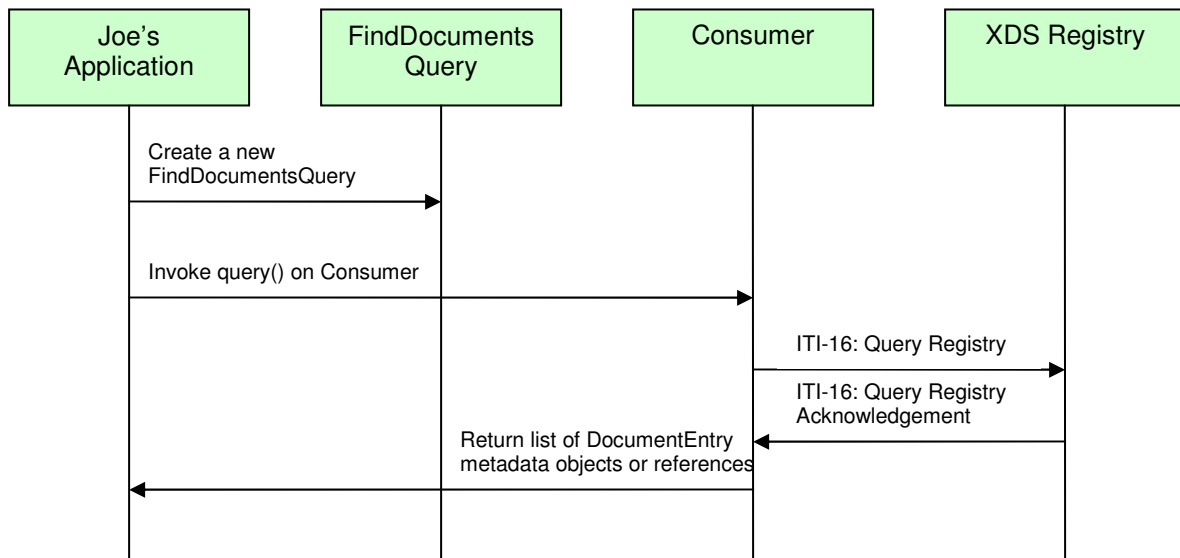 Joe’s
Application
FindDocuments
Query
Consumer
XDS Registry
Create a new
FindDocumentsQuery
Invoke query() on Consumer
ITI-16: Query Registry
ITI-16: Query Registry
Acknowledgement
Return list of DocumentEntry
metadata objects or references